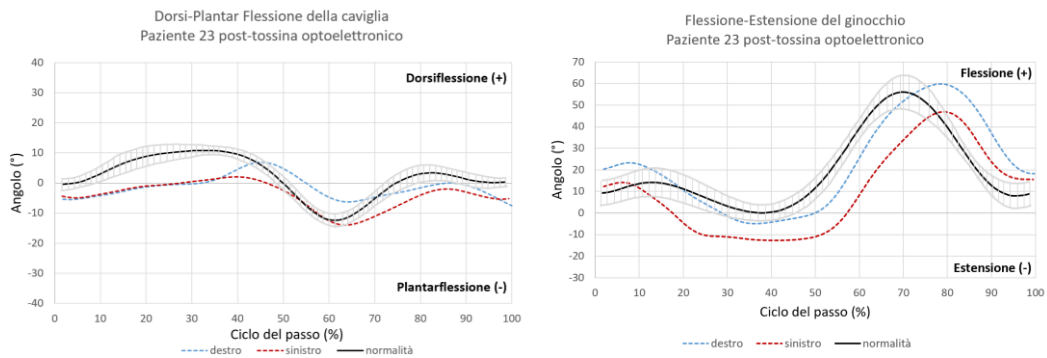 Dorsi-Plantar Flessione della caviglia
Paziente 23 post-tossina optoelettronico
40
30
20
10
0
-10
-20
-30
-40
Angolo (°)
Dorsiflessione (+)
Plantarflessione (-)
0 10 20 30 40 50 60 70 80 90 100
Ciclo del passo (%)
destro sinistro normalità
Flessione-Estensione del ginocchio
Paziente 23 post-tossina optoelettronico
70
60
50
40
30
20
10
0
-10
-20
-30
Angolo (°)
Flessione (+)
Estensione (-)
0 10 20 30 40 50 60 70 80 90 100
Ciclo del passo (%)
destro sinistro normalità